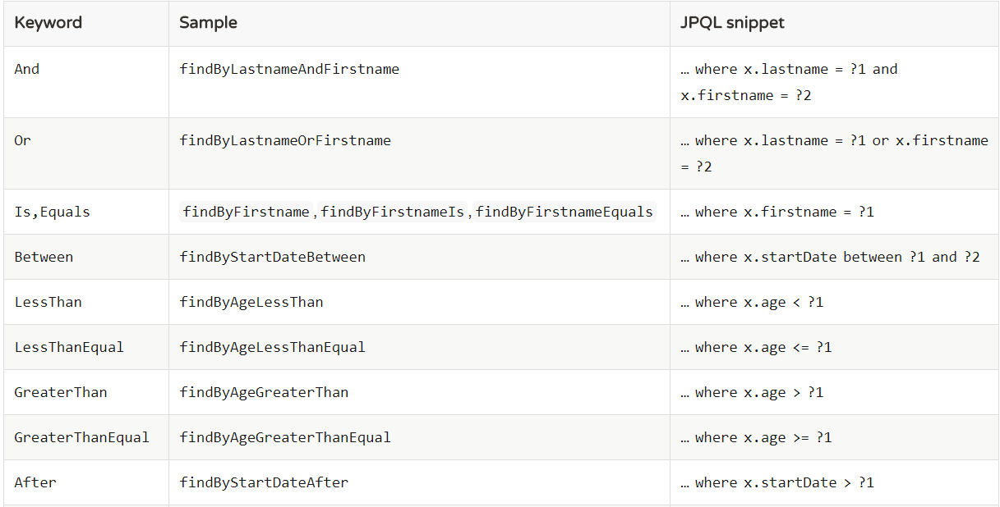 Keyword Sample JPQL snippet
And findByLastnameAndFirstname … where x.lastname = ?1 and
x.firstname = ?2
Or findByLastnameOrFirstname … where x.lastname = ?1 or x.firstname
= ?2
Is,Equals findByFirstname,findByFirstnameIs,findByFirstnameEquals … where x.firstname = ?1
Between findByStartDateBetween … where x.startDate between ?1 and ?2
LessThan findByAgeLessThan … where x.age < ?1
LessThanEqual findByAgeLessThanEqual … where x.age <= ?1
GreaterThan findByAgeGreaterThan … where x.age > ?1
GreaterThanEqual findByAgeGreaterThanEqual … where x.age >= ?1
After findByStartDateAfter … where x.startDate > ?1